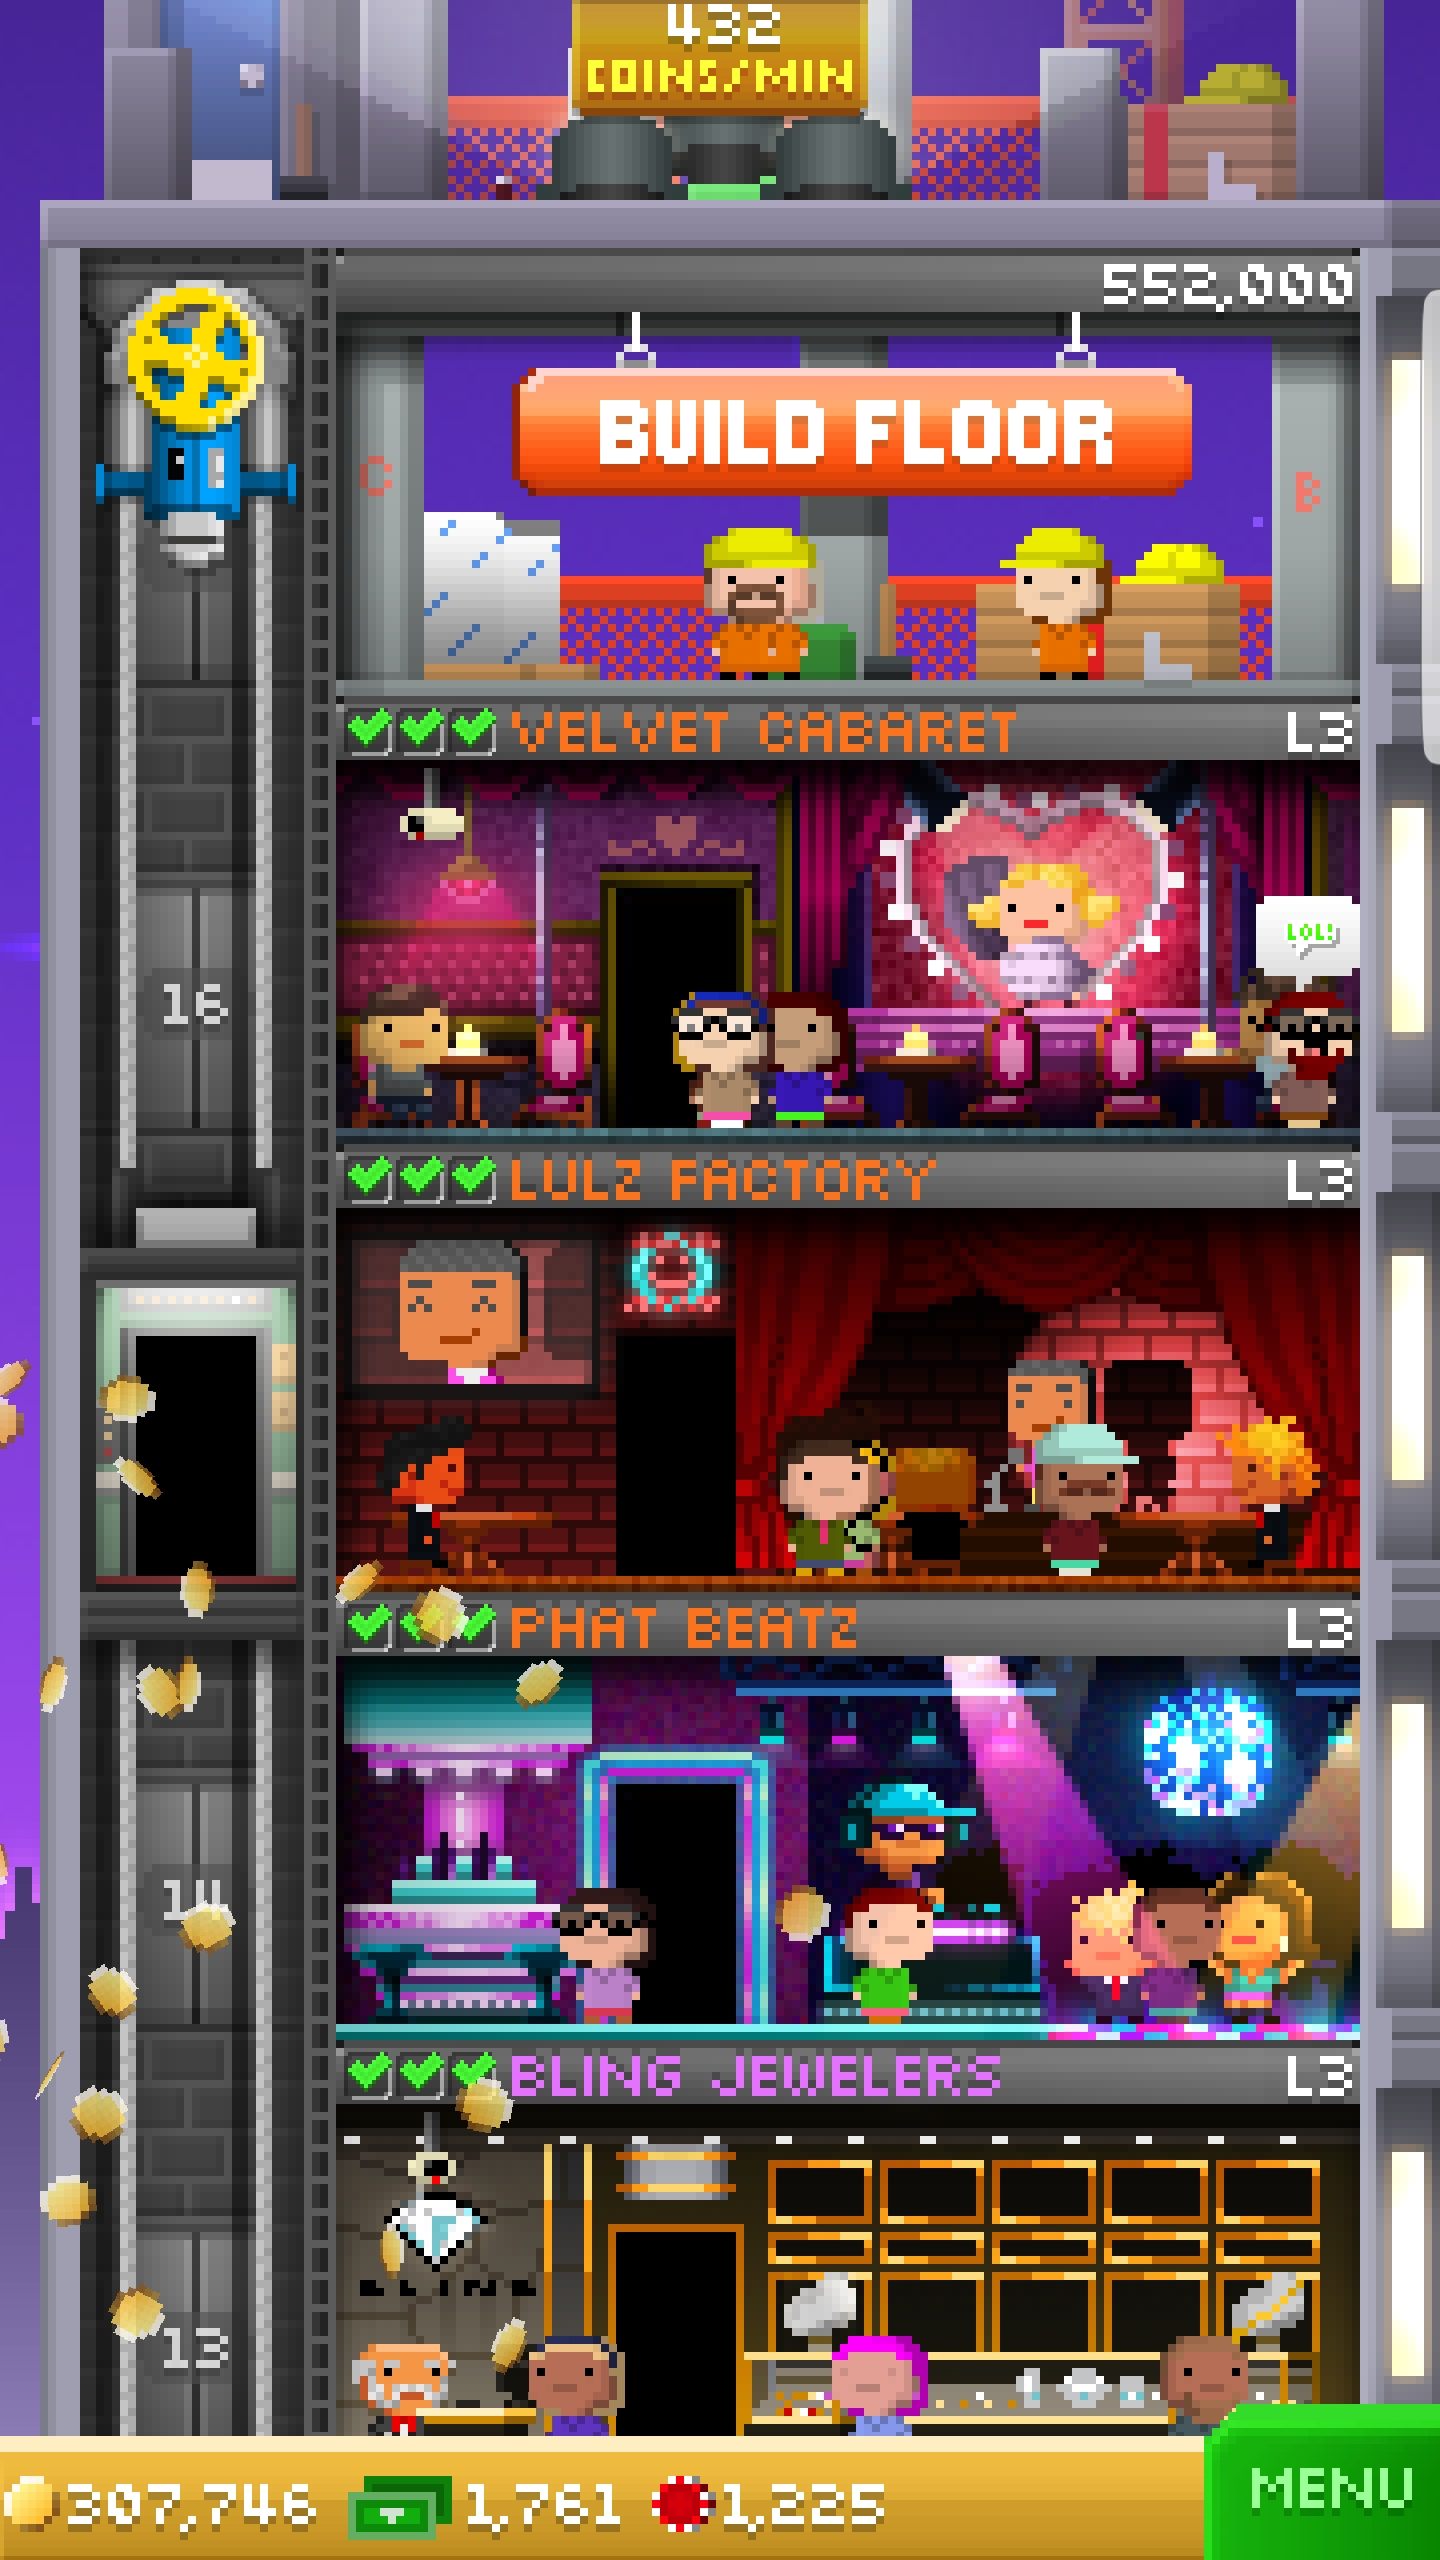 432
COINS/MIN
552,000
BUILD FLOOR
C
B
VELVET CABARET L3
LOL!
16
LULZ FACTORY L3
PHAT BEATZ L3
14
BLING JEWELERS L3
BLING
13
307,746 1,761 1,225
MENU